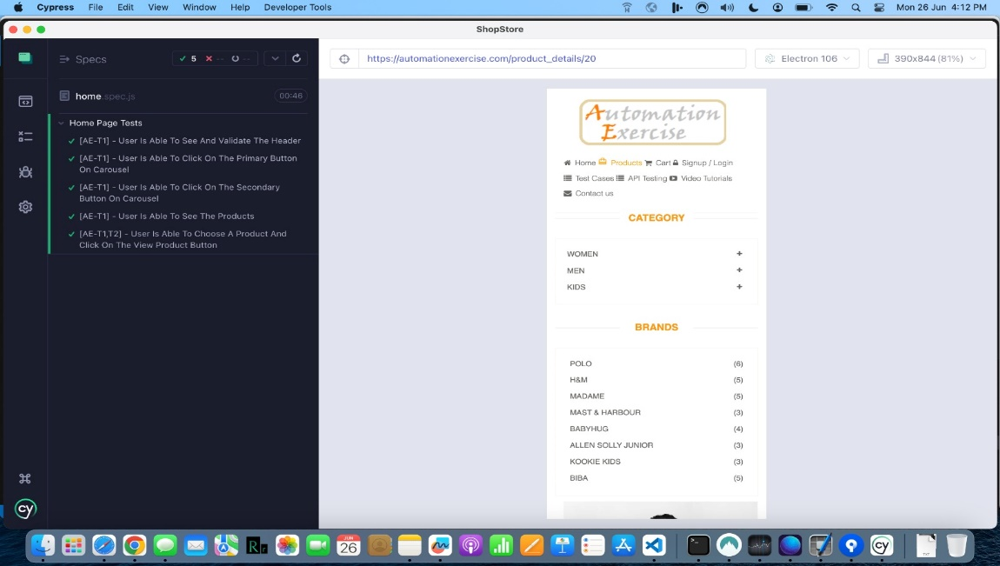 Cypress File Edit View Window Help Developer Tools Mon 26 Jun 4:12 PM
ShopStore
Specs 5 -- --
https://automationexercise.com/product_details/20 Electron 106 390x844 (81%)
home.spec.js 00:46
Home Page Tests
[AE-T1] - User Is Able To See And Validate The Header
[AE-T1] - User Is Able To Click On The Primary Button
On Carousel
[AE-T1] - User Is Able To Click On The Secondary
Button On Carousel
[AE-T1] - User Is Able To See The Products
[AE-T1,T2] - User Is Able To Choose A Product And
Click On The View Product Button
Automation
Exercise
Home Products Cart Signup / Login
Test Cases API Testing Video Tutorials
Contact us
CATEGORY
WOMEN +
MEN +
KIDS +
BRANDS
POLO (6)
H&M (5)
MADAME (5)
MAST & HARBOUR (3)
BABYHUG (4)
ALLEN SOLLY JUNIOR (3)
KOOKIE KIDS (3)
BIBA (5)
cy
JUN
26
cy